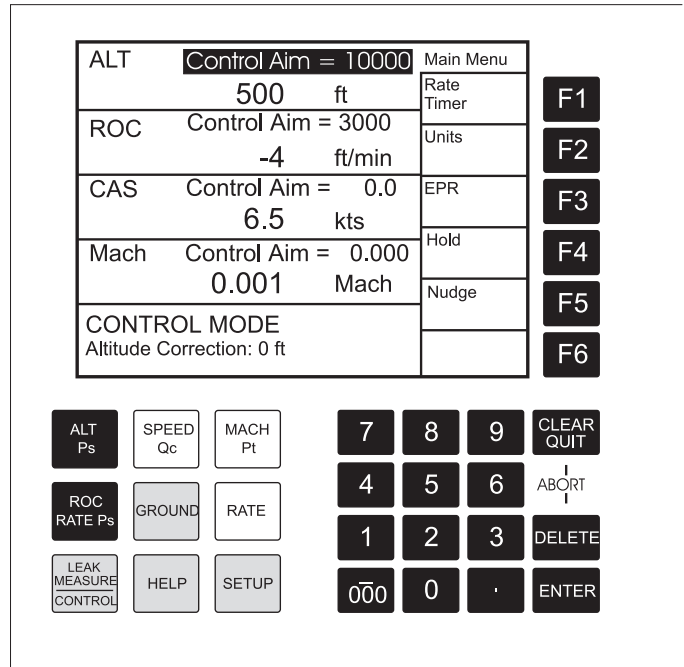 ALT Control Aim = 10000 Main Menu
500 ft
Rate
Timer
F1
ROC Control Aim = 3000
-4 ft/min
Units
F2
CAS Control Aim = 0.0
6.5 kts
EPR
F3
Mach Control Aim = 0.000
0.001 Mach
Hold
F4
Nudge
F5
CONTROL MODE
Altitude Correction: 0 ft
F6
ALT
Ps
SPEED
Qc
MACH
Pt
7 8 9
CLEAR
QUIT
ROC
RATE Ps
GROUND
RATE
4 5 6
ABORT
1 2 3
DELETE
LEAK
MEASURE
CONTROL
HELP
SETUP
000 0 .
ENTER